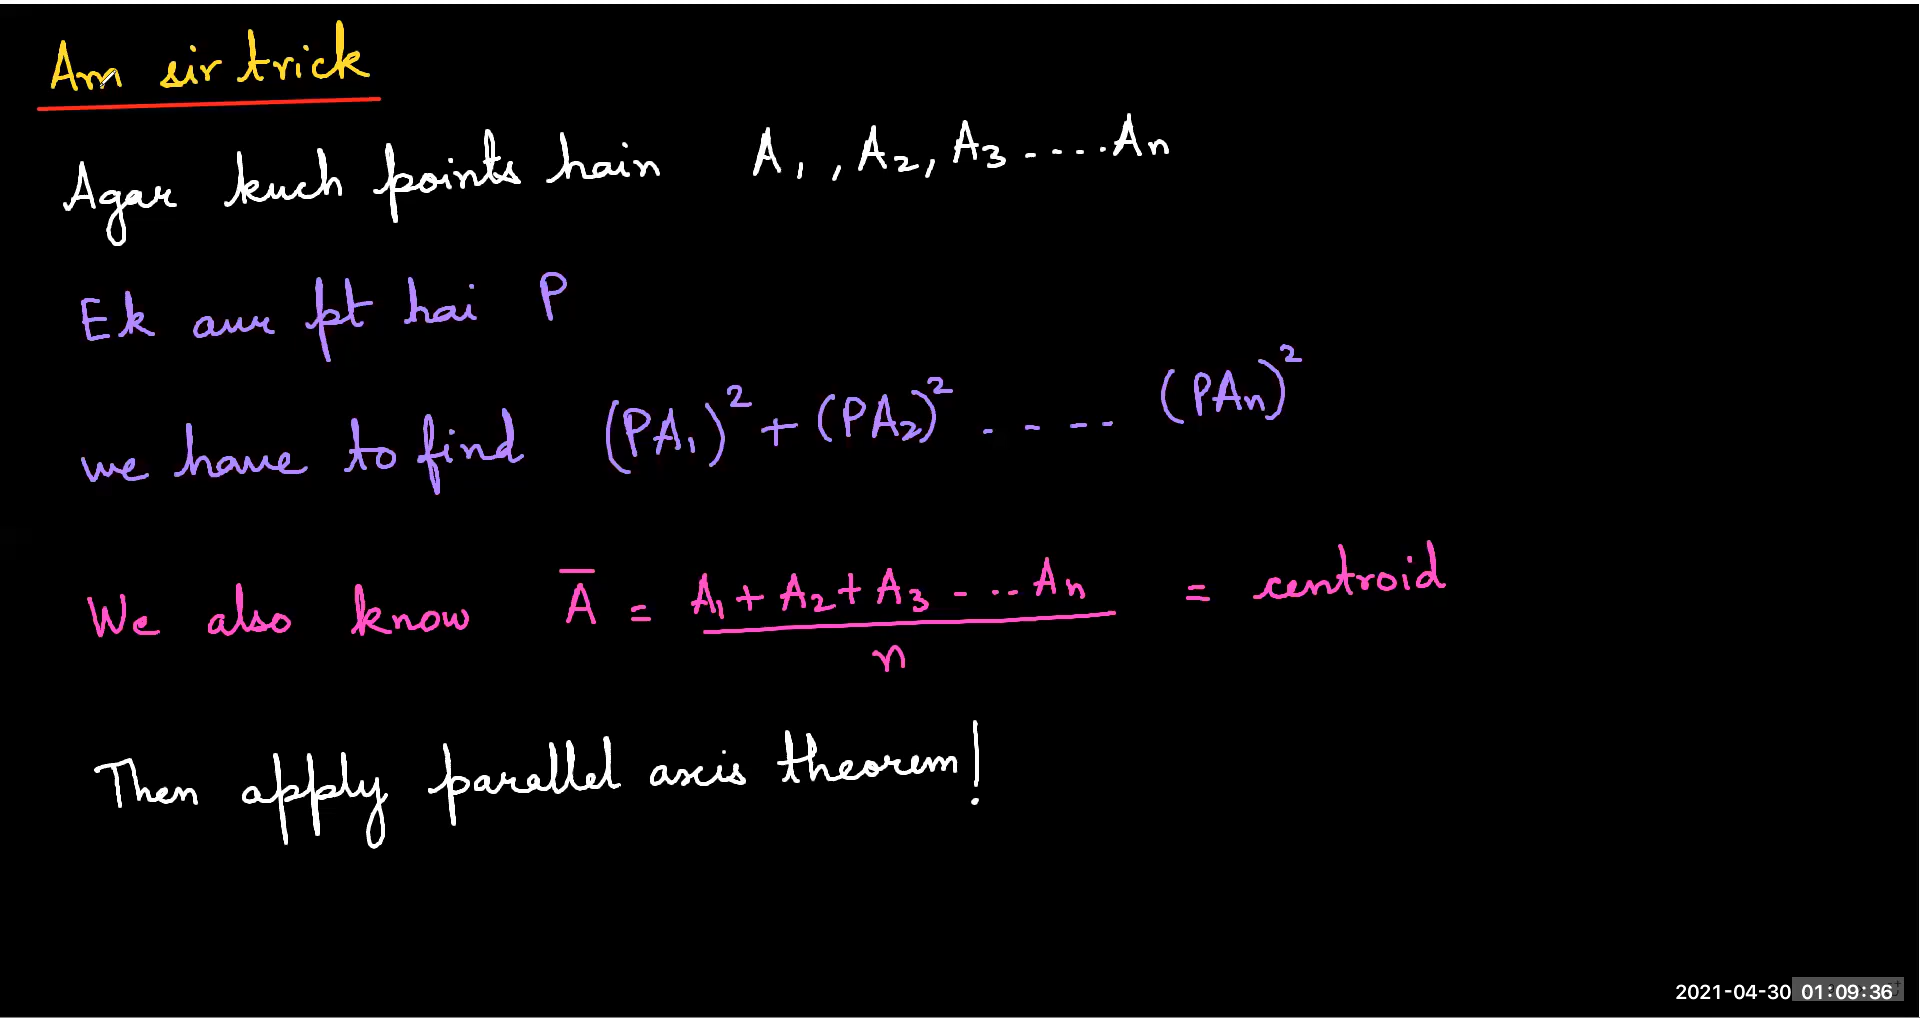 Am sir trick
Agar kuch points hain A₁, A₂, A₃ ..... Aₙ
Ek aur pt hai P
we have to find (PA₁)² + (PA₂)² ..... (PAₙ)²
We also know A̅ = (A₁ + A₂ + A₃ - ... Aₙ) / n = centroid
Then apply parallel axis theorem!
2021-04-30 01:09:36